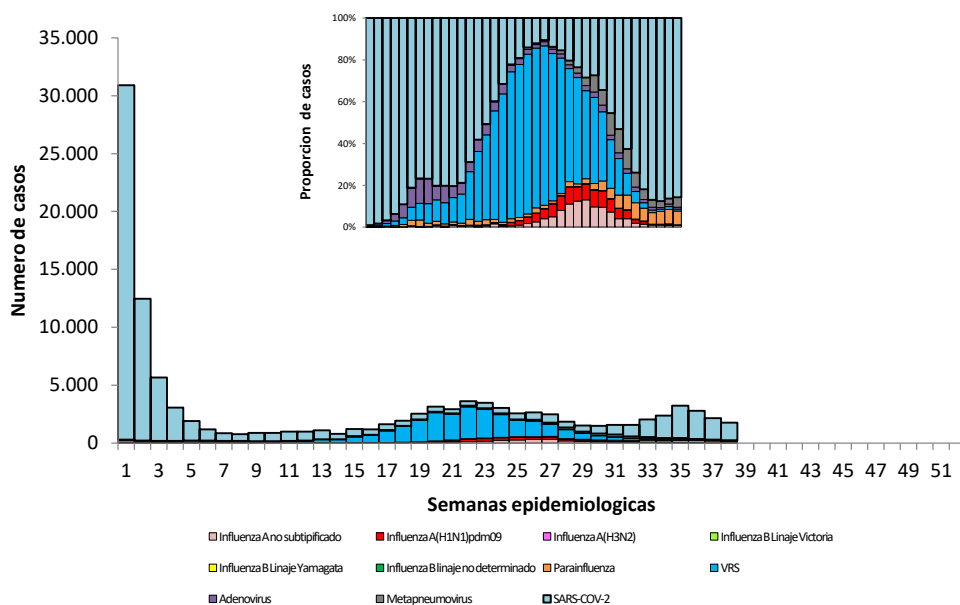 100%
80%
60%
40%
20%
0%
Proporcion de casos
35.000
30.000
25.000
20.000
15.000
10.000
5.000
0
Numero de casos
1 3 5 7 9 11 13 15 17 19 21 23 25 27 29 31 33 35 37 39 41 43 45 47 49 51
Semanas epidemiologicas
Influenza A no subtipificado Influenza A(H1N1)pdm09 Influenza A(H3N2) Influenza B Linaje Victoria
Influenza B Linaje Yamagata Influenza B linaje no determinado Parainfluenza VRS
Adenovirus Metapneumovirus SARS-COV-2